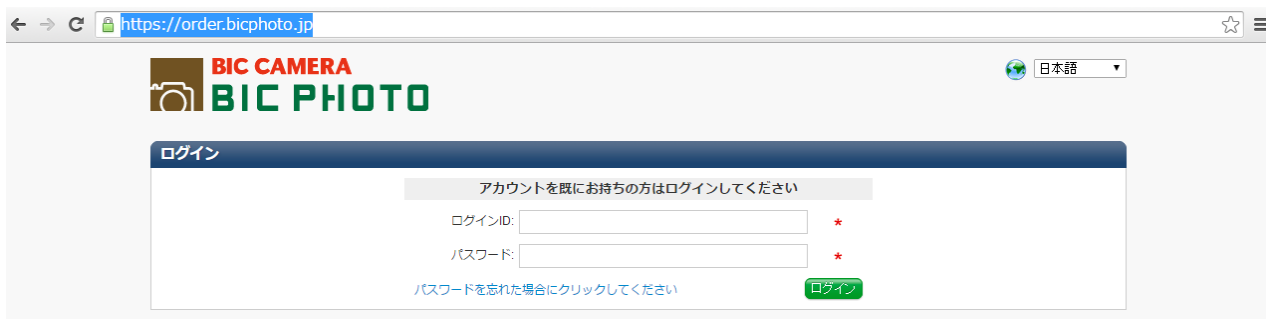 https://order.bicphoto.jp
BIC CAMERA
BIC PHOTO
日本語
ログイン
アカウントを既にお持ちの方はログインしてください
ログインID: *
パスワード: *
パスワードを忘れた場合にクリックしてください
ログイン